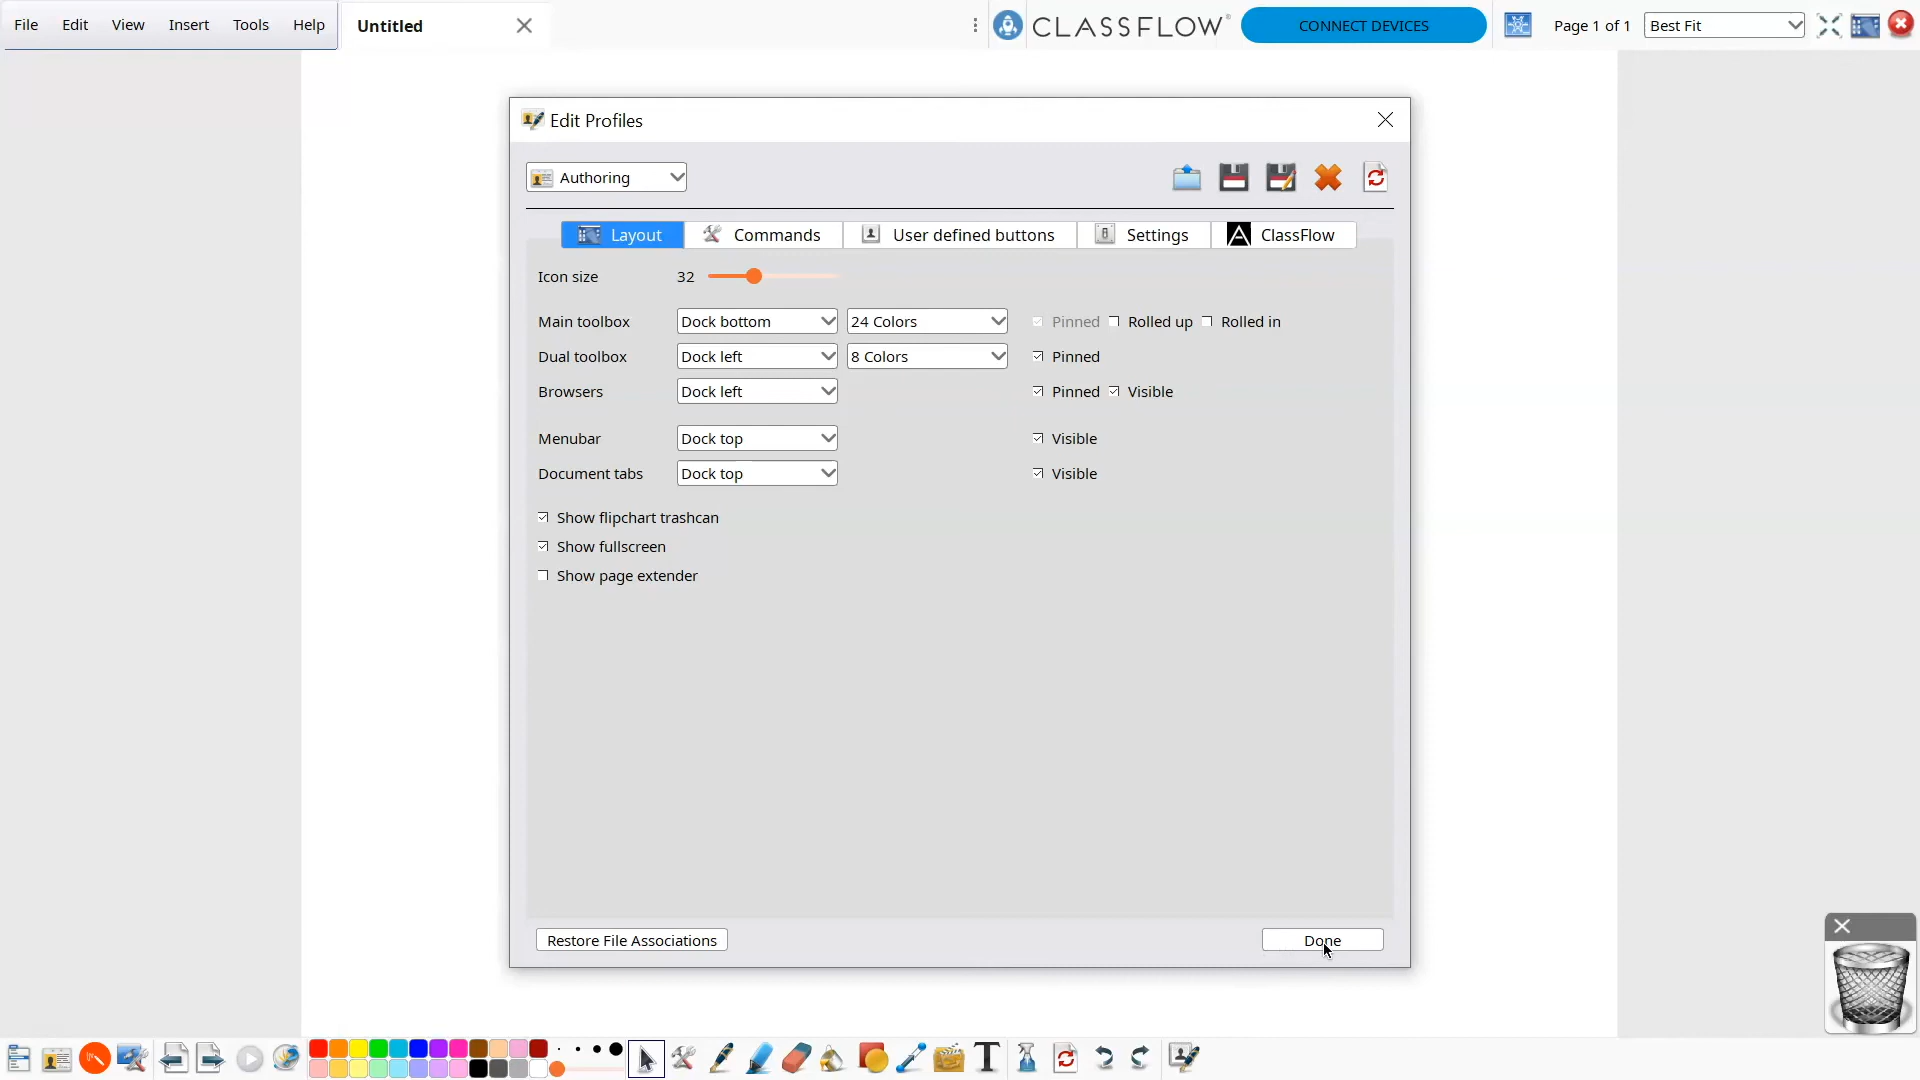 File Edit View Insert Tools Help
Untitled
CLASSFLOW
CONNECT DEVICES
Page 1 of 1
Best Fit
Edit Profiles
Authoring
Layout
Commands
User defined buttons
Settings
ClassFlow
Icon size 32
Main toolbox Dock bottom 24 Colors Pinned Rolled up Rolled in
Dual toolbox Dock left 8 Colors Pinned
Browsers Dock left Pinned Visible
Menubar Dock top Visible
Document tabs Dock top Visible
Show flipchart trashcan
Show fullscreen
Show page extender
Restore File Associations
Done